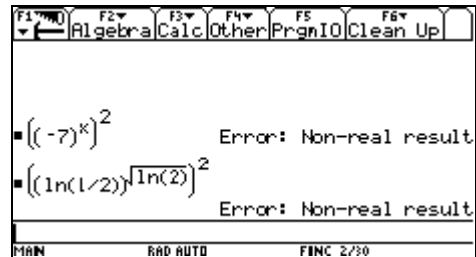 F1 F2 F3 F4 F5 F6
Algebra Calc Other PrgmIO Clean Up
((-7)^x)^2
Error: Non-real result
((ln(1/2))^√ln(2))^2
Error: Non-real result
MAIN RAD AUTO FUNC 2/30